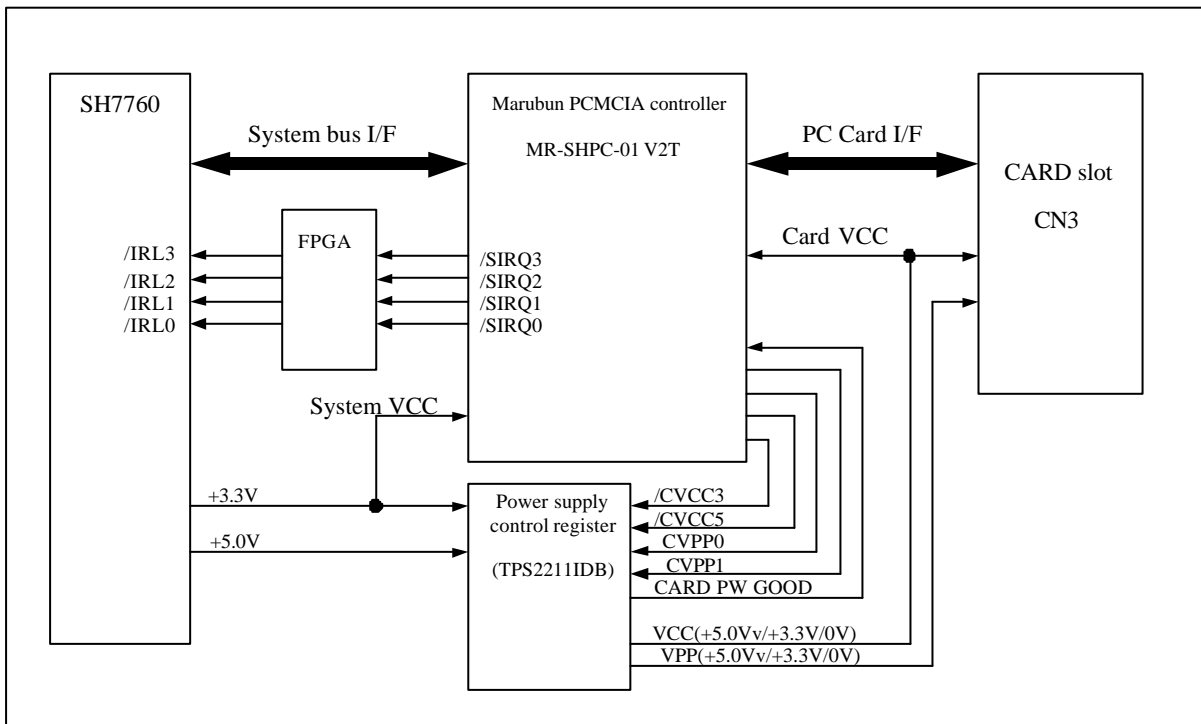 SH7760
Marubun PCMCIA controller
MR-SHPC-01 V2T
System bus I/F
PC Card I/F
CARD slot
CN3
FPGA
/IRL3
/IRL2
/IRL1
/IRL0
/SIRQ3
/SIRQ2
/SIRQ1
/SIRQ0
Card VCC
System VCC
+3.3V
+5.0V
Power supply
control register
(TPS2211IDB)
/CVCC3
/CVCC5
CVPP0
CVPP1
CARD PW GOOD
VCC(+5.0Vv/+3.3V/0V)
VPP(+5.0Vv/+3.3V/0V)